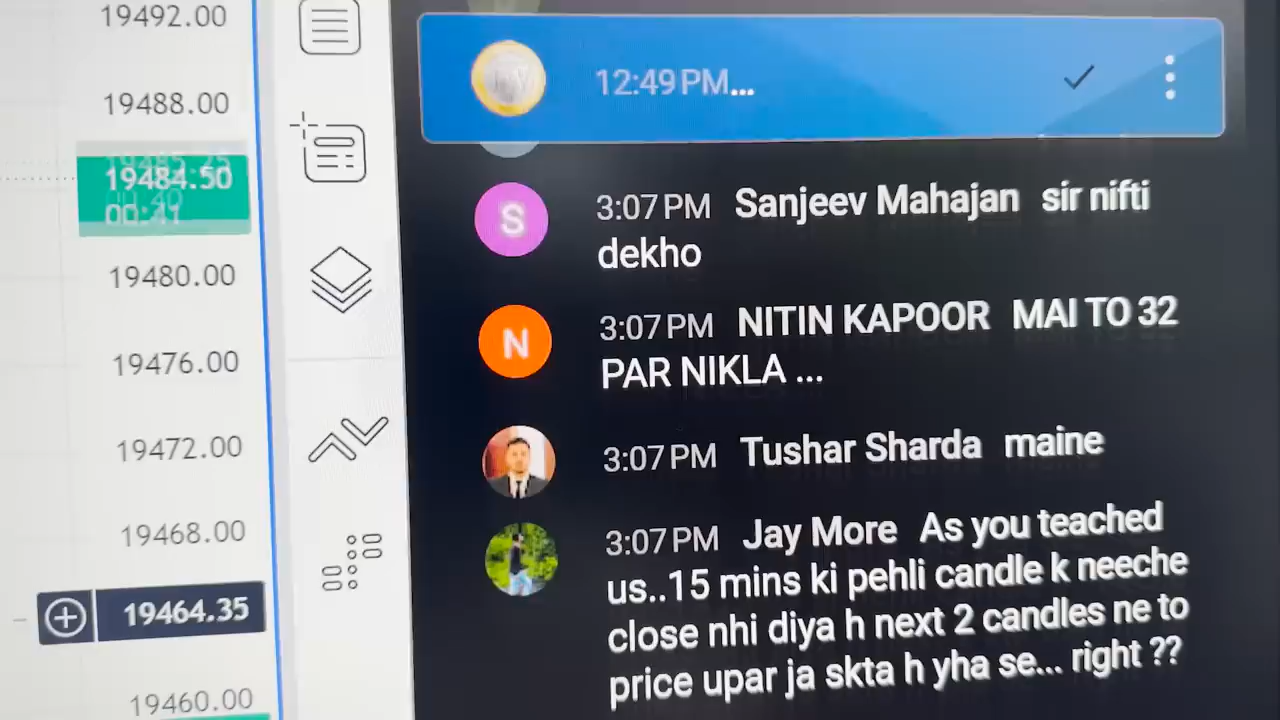 19492.00
19488.00
19484.50
00:41
19480.00
19476.00
19472.00
19468.00
19464.35
19460.00
12:49 PM...
S
3:07 PM Sanjeev Mahajan sir nifti
dekho
N
3:07 PM NITIN KAPOOR MAI TO 32
PAR NIKLA ...
3:07 PM Tushar Sharda maine
3:07 PM Jay More As you teached
us..15 mins ki pehli candle k neeche
close nhi diya h next 2 candles ne to
price upar ja skta h yha se... right ??